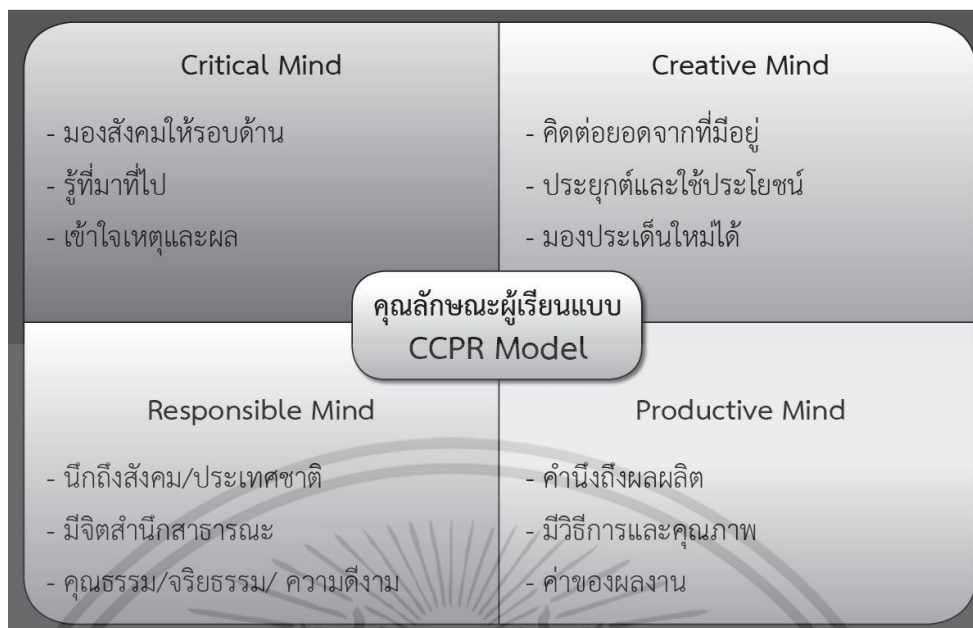 Critical Mind
- มองสังคมให้รอบด้าน
- รู้ที่มาที่ไป
- เข้าใจเหตุและผล
Creative Mind
- คิดต่อยอดจากที่มีอยู่
- ประยุกต์และใช้ประโยชน์
- มองประเด็นใหม่ได้
คุณลักษณะผู้เรียนแบบ
CCPR Model
Responsible Mind
- นึกถึงสังคม/ประเทศชาติ
- มีจิตสำนึกสาธารณะ
- คุณธรรม/จริยธรรม/ ความดีงาม
Productive Mind
- คำนึงถึงผลผลิต
- มีวิธีการและคุณภาพ
- ค่าของผลงาน